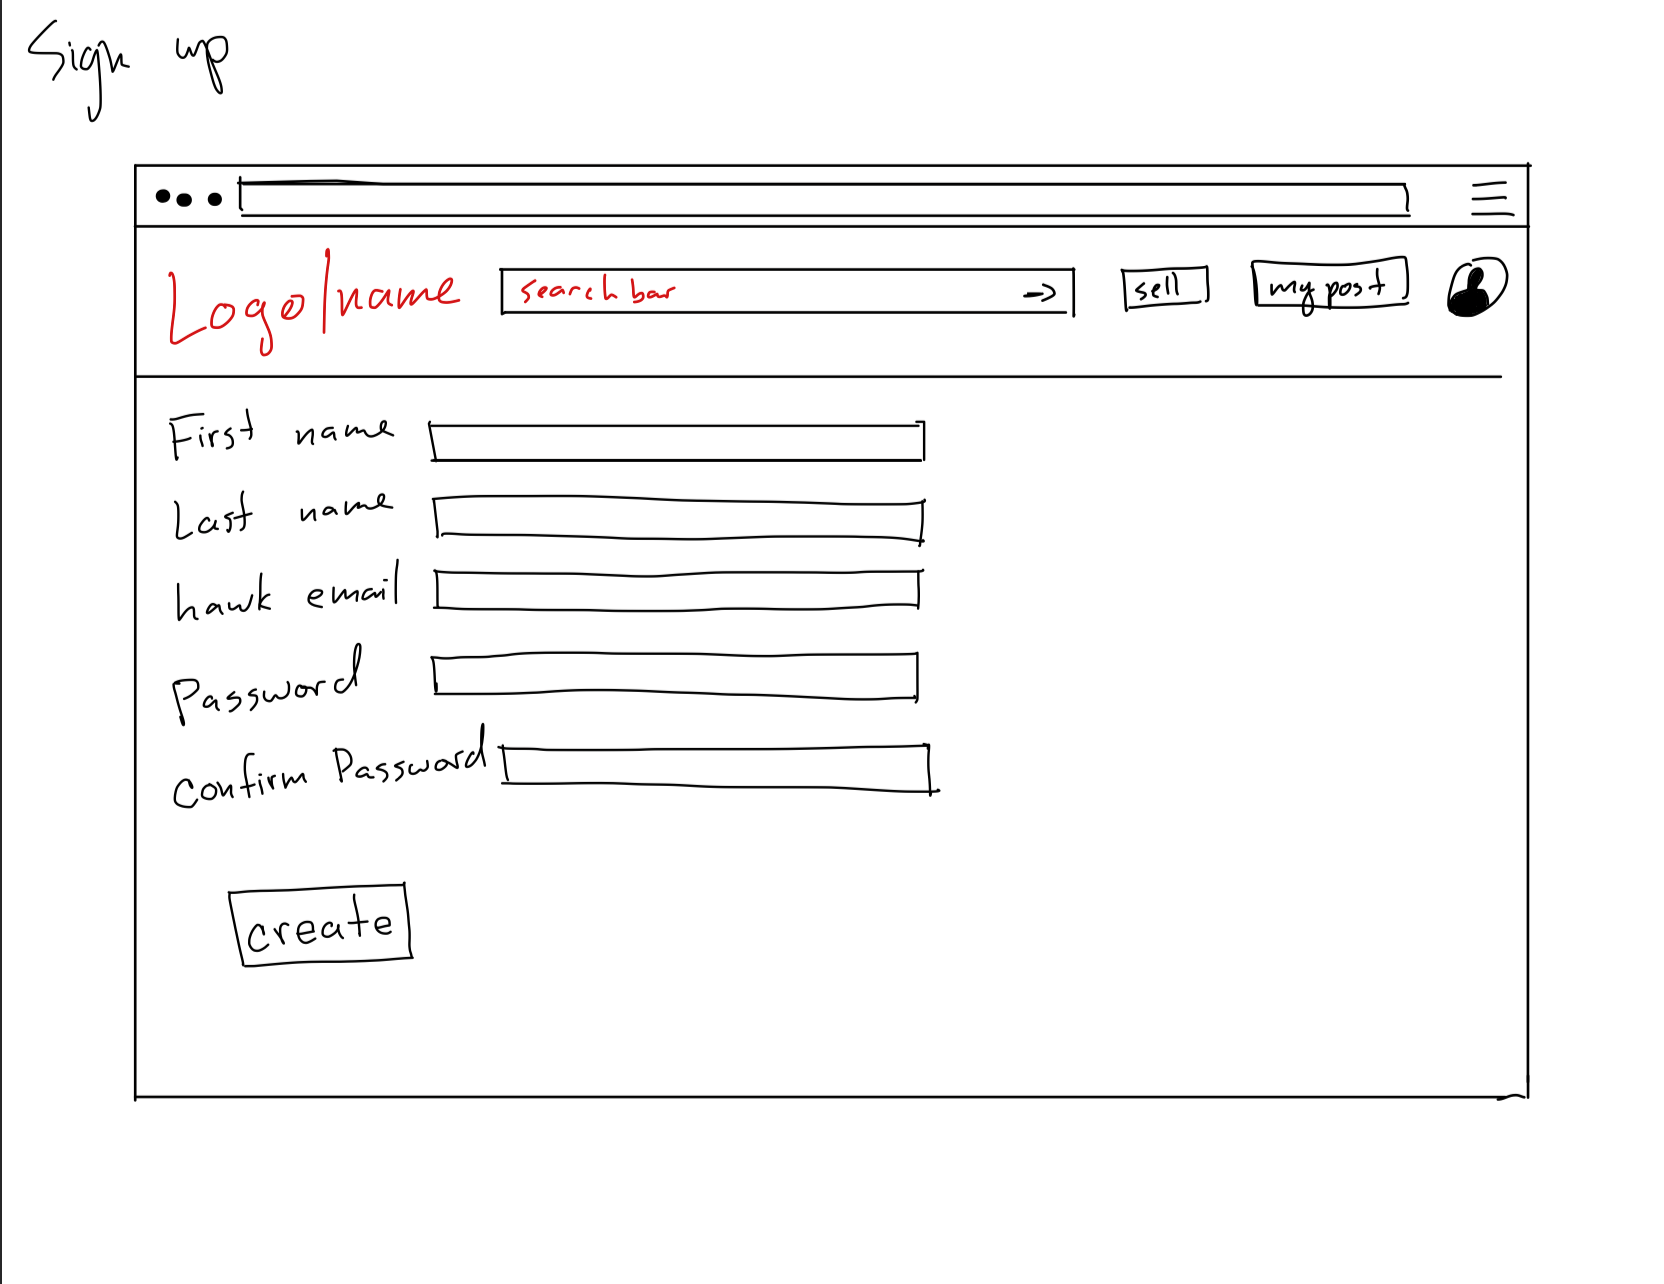 Sign up
Logo/name search bar → sell my post
First name
Last name
hawk email
Password
Confirm Password
create